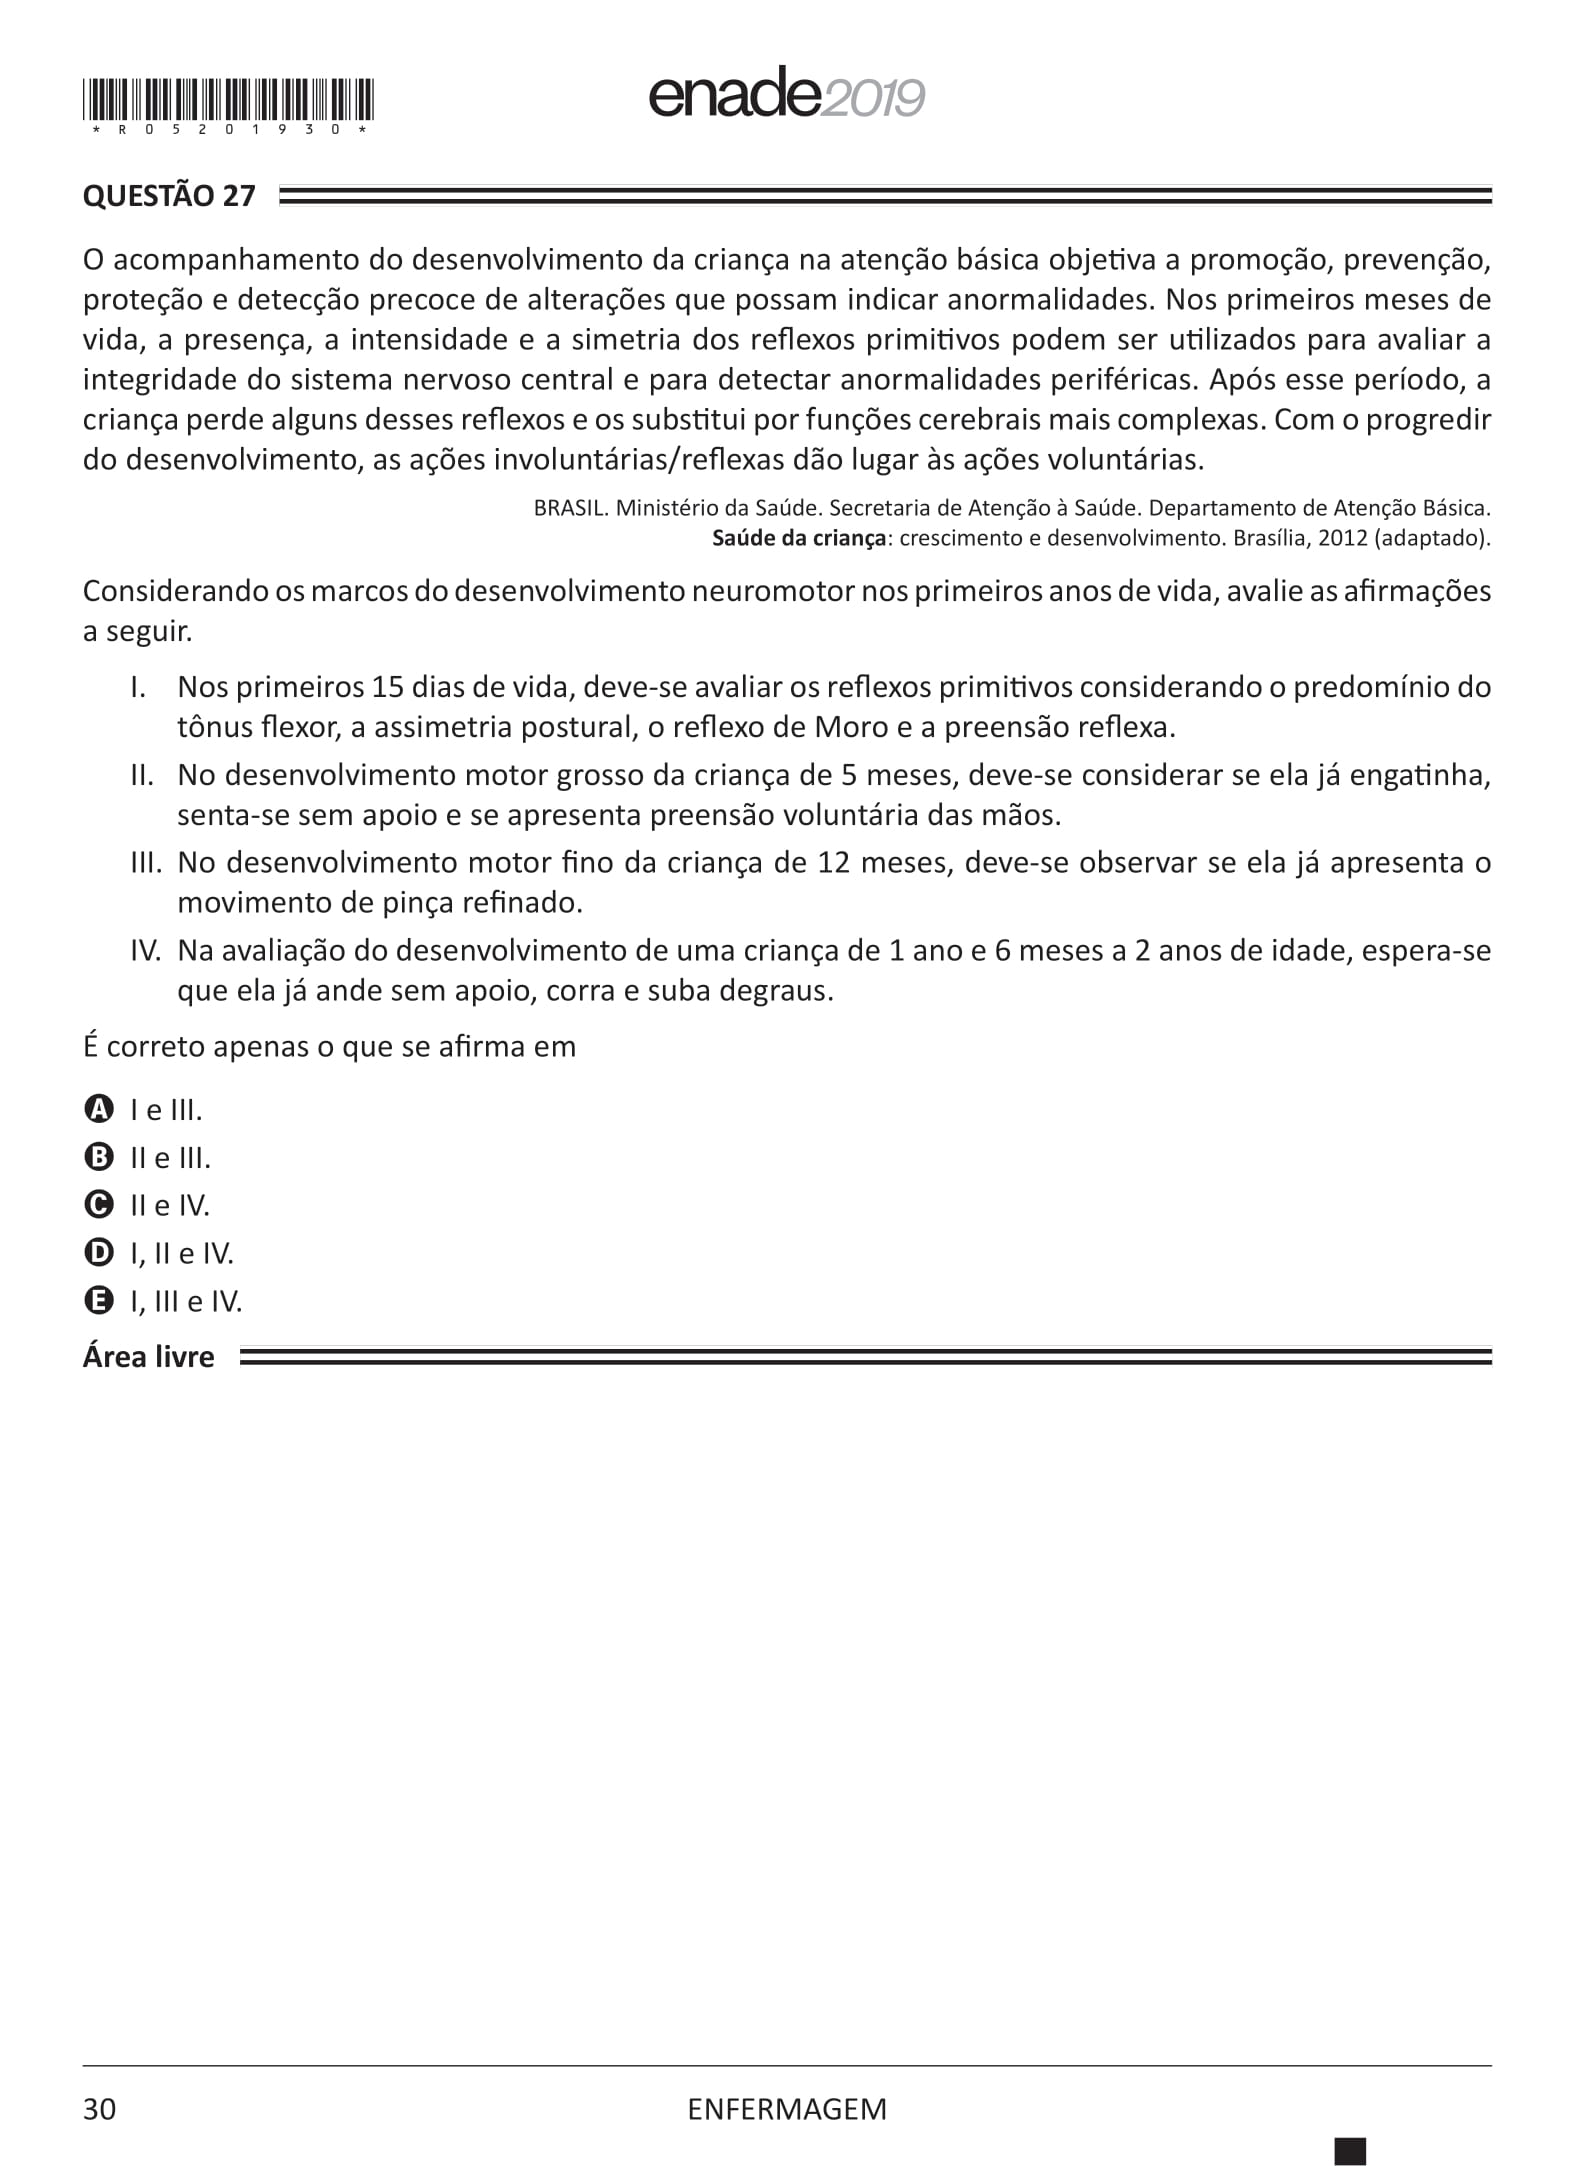 *R05201930*
enade2019
QUESTÃO 27
O acompanhamento do desenvolvimento da criança na atenção básica objetiva a promoção, prevenção,
proteção e detecção precoce de alterações que possam indicar anormalidades. Nos primeiros meses de
vida, a presença, a intensidade e a simetria dos reflexos primitivos podem ser utilizados para avaliar a
integridade do sistema nervoso central e para detectar anormalidades periféricas. Após esse período, a
criança perde alguns desses reflexos e os substitui por funções cerebrais mais complexas. Com o progredir
do desenvolvimento, as ações involuntárias/reflexas dão lugar às ações voluntárias.
BRASIL. Ministério da Saúde. Secretaria de Atenção à Saúde. Departamento de Atenção Básica.
Saúde da criança: crescimento e desenvolvimento. Brasília, 2012 (adaptado).
Considerando os marcos do desenvolvimento neuromotor nos primeiros anos de vida, avalie as afirmações
a seguir.
I. Nos primeiros 15 dias de vida, deve-se avaliar os reflexos primitivos considerando o predomínio do
tônus flexor, a assimetria postural, o reflexo de Moro e a preensão reflexa.
II. No desenvolvimento motor grosso da criança de 5 meses, deve-se considerar se ela já engatinha,
senta-se sem apoio e se apresenta preensão voluntária das mãos.
III. No desenvolvimento motor fino da criança de 12 meses, deve-se observar se ela já apresenta o
movimento de pinça refinado.
IV. Na avaliação do desenvolvimento de uma criança de 1 ano e 6 meses a 2 anos de idade, espera-se
que ela já ande sem apoio, corra e suba degraus.
É correto apenas o que se afirma em
A I e III.
B II e III.
C II e IV.
D I, II e IV.
E I, III e IV.
Área livre
30
ENFERMAGEM